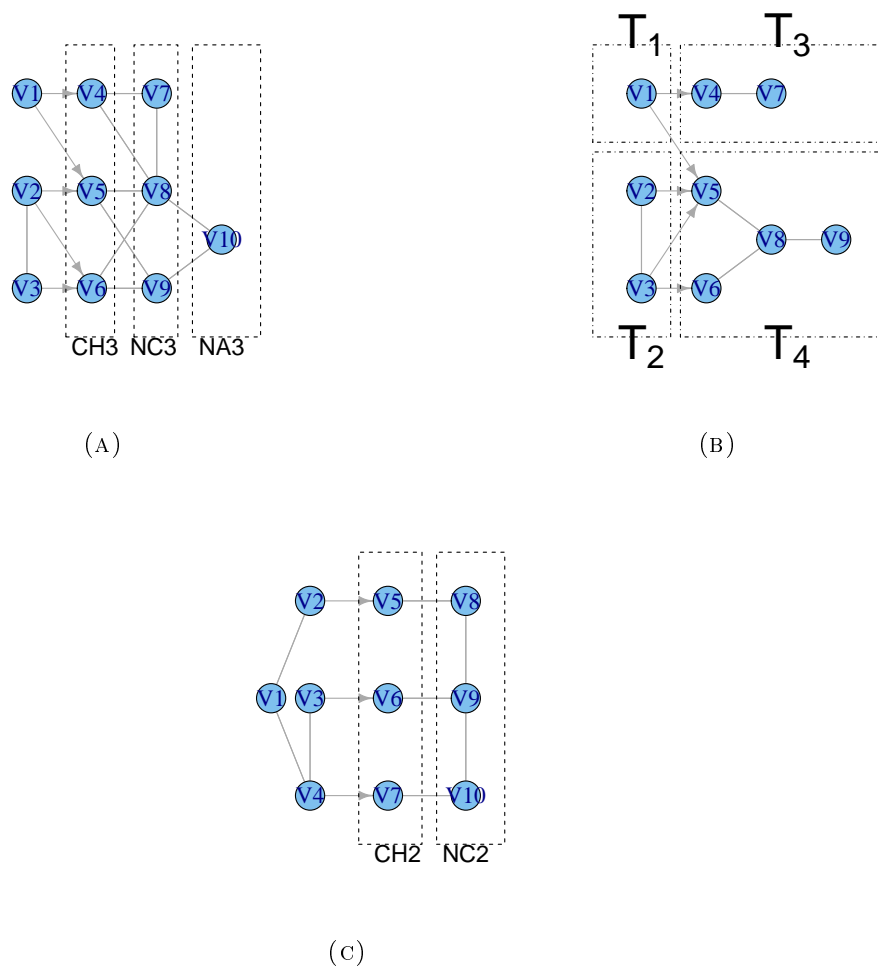 T1 T3
V1 V4 V7 V1 V4 V7
V2 V5 V8 V2 V5
V10 V8 V9
V3 V6 V9 V3 V6
CH3 NC3 NA3 T2 T4
(A) (B)
V2 V5 V8
V1 V3 V6 V9
V4 V7 V10
CH2 NC2
(C)